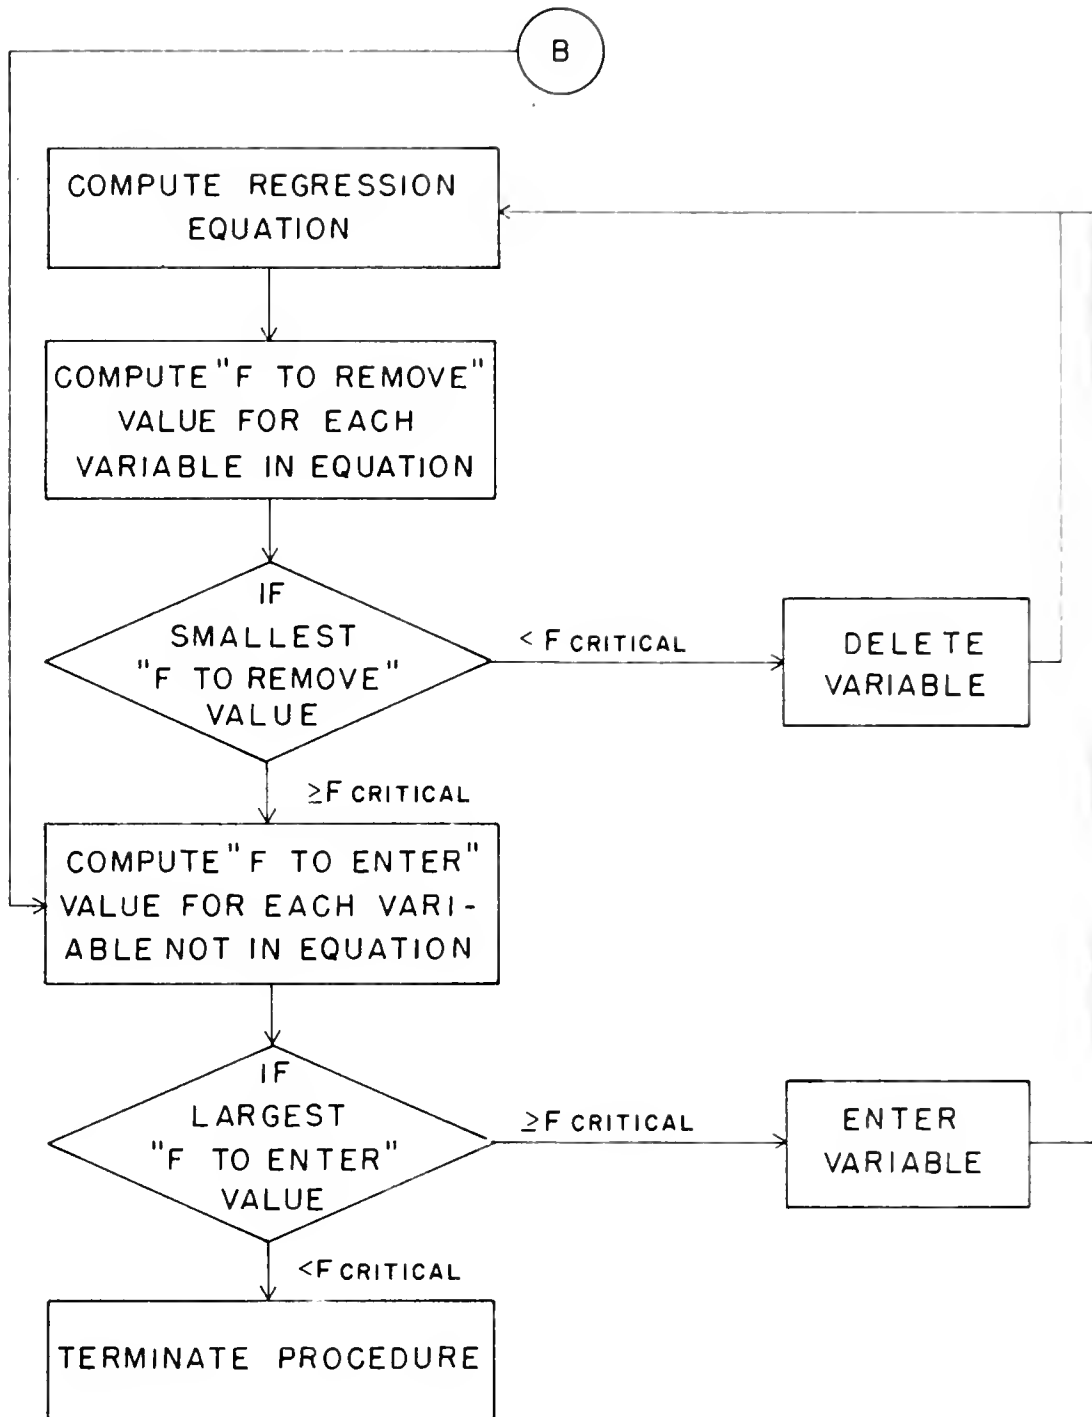 B
COMPUTE REGRESSION
EQUATION
COMPUTE "F TO REMOVE"
VALUE FOR EACH
VARIABLE IN EQUATION
IF
SMALLEST
"F TO REMOVE"
VALUE
< F CRITICAL
DELETE
VARIABLE
≥F CRITICAL
COMPUTE "F TO ENTER"
VALUE FOR EACH VARI-
ABLE NOT IN EQUATION
IF
LARGEST
"F TO ENTER"
VALUE
≥F CRITICAL
ENTER
VARIABLE
<F CRITICAL
TERMINATE PROCEDURE